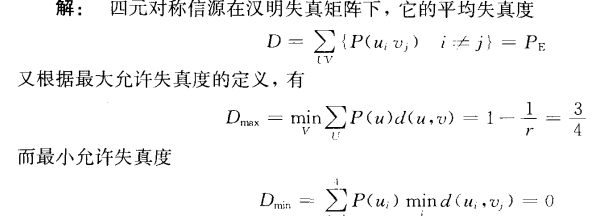 解： 四元对称信源在汉明失真矩阵下，它的平均失真度
D = ∑_{UV} {P(u_i v_j) i ≠ j} = P_E
又根据最大允许失真度的定义，有
D_max = min_V ∑_U P(u)d(u,v) = 1 − 1/r = 3/4
而最小允许失真度
D_min = ∑^4 P(u_i) min_j d(u_i, v_j) = 0